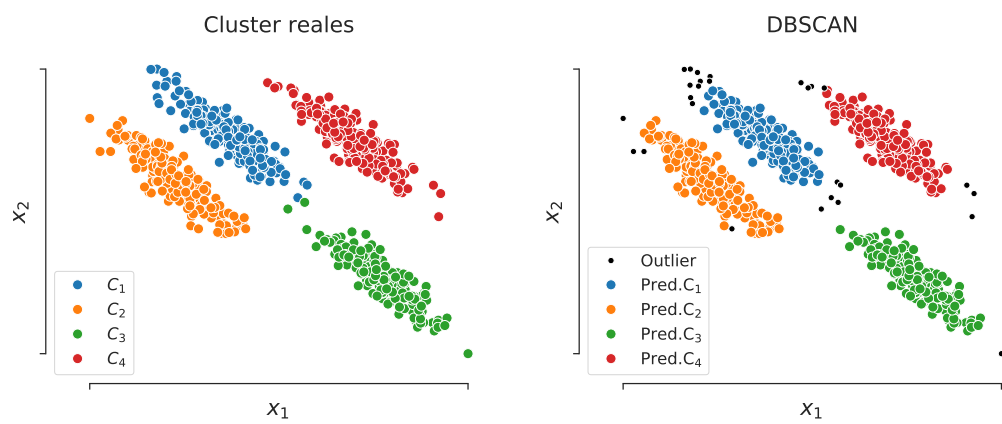 Cluster reales
x₂
C₁
C₂
C₃
C₄
x₁
DBSCAN
x₂
Outlier
Pred.C₁
Pred.C₂
Pred.C₃
Pred.C₄
x₁